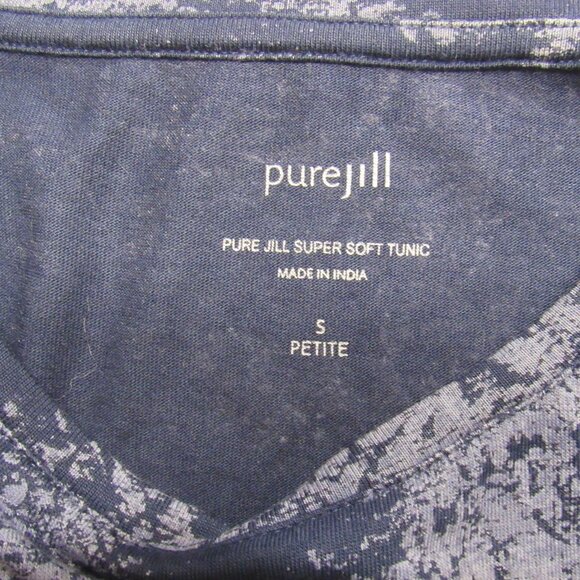 purejill
PURE JILL SUPER SOFT TUNIC
MADE IN INDIA
S
PETITE